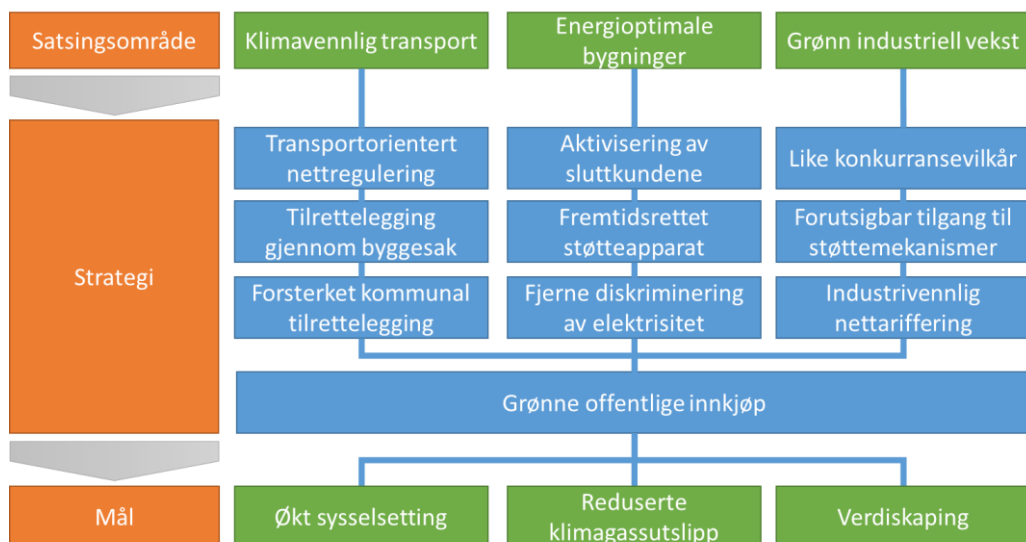 Satsingsområde
Klimavennlig transport
Energioptimale
bygninger
Grønn industriell vekst
Strategi
Transportorientert
nettregulering
Aktivisering av
sluttkundene
Like konkurransevilkår
Tilrettelegging
gjennom byggesak
Fremtidsrettet
støtteapparat
Forutsigbar tilgang til
støttemekanismer
Forsterket kommunal
tilrettelegging
Fjerne diskriminering
av elektrisitet
Industrivennlig
nettariffering
Grønne offentlige innkjøp
Mål
Økt sysselsetting
Reduserte
klimagassutslipp
Verdiskaping